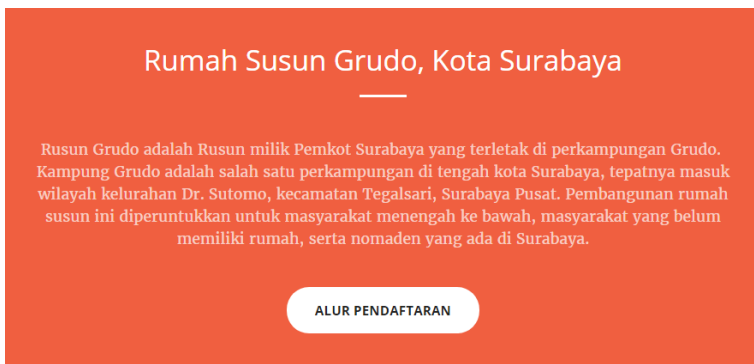 Rumah Susun Grudo, Kota Surabaya
Rusun Grudo adalah Rusun milik Pemkot Surabaya yang terletak di perkampungan Grudo.
Kampung Grudo adalah salah satu perkampungan di tengah kota Surabaya, tepatnya masuk
wilayah kelurahan Dr. Sutomo, kecamatan Tegalsari, Surabaya Pusat. Pembangunan rumah
susun ini diperuntukkan untuk masyarakat menengah ke bawah, masyarakat yang belum
memiliki rumah, serta nomaden yang ada di Surabaya.
ALUR PENDAFTARAN